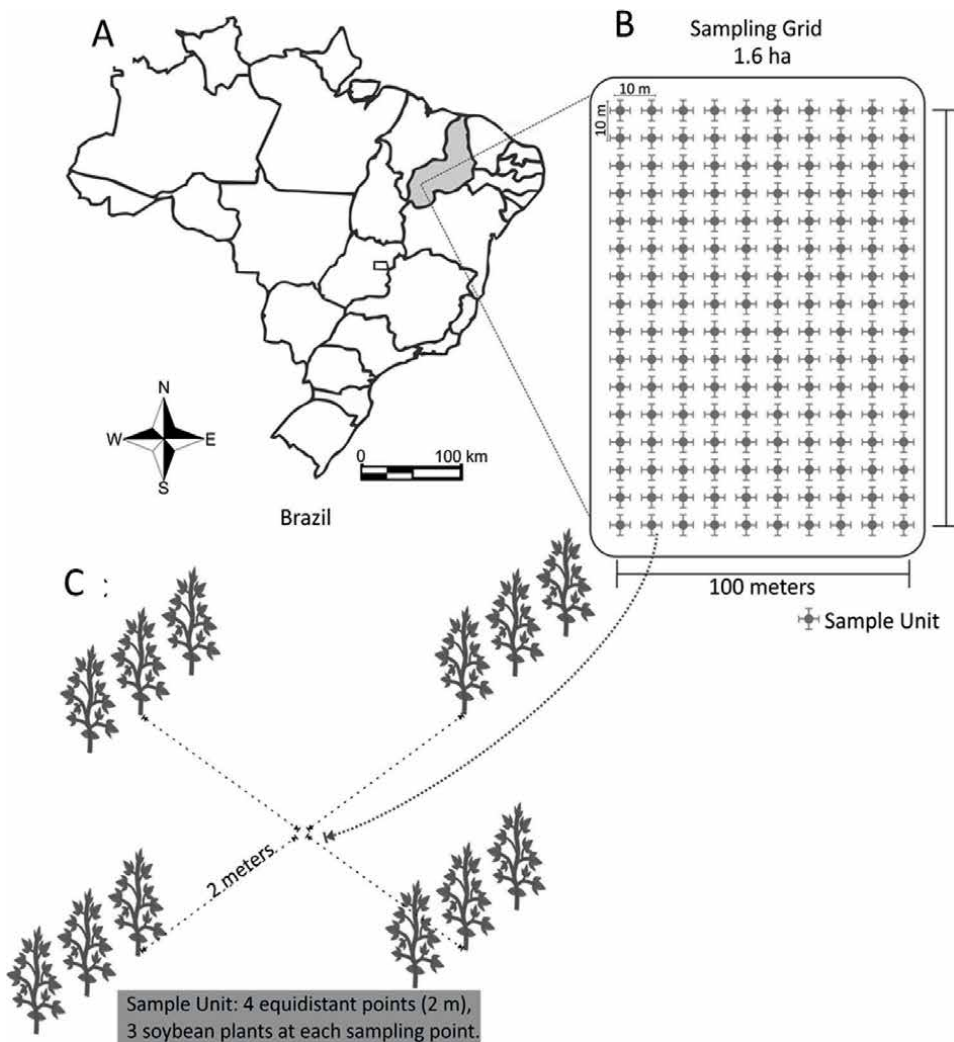 A
B
Sampling Grid
1.6 ha
10 m
10 m
N
W
E
S
0
100 km
Brazil
100 meters
Sample Unit
C :
2 meters
Sample Unit: 4 equidistant points (2 m),
3 soybean plants at each sampling point.